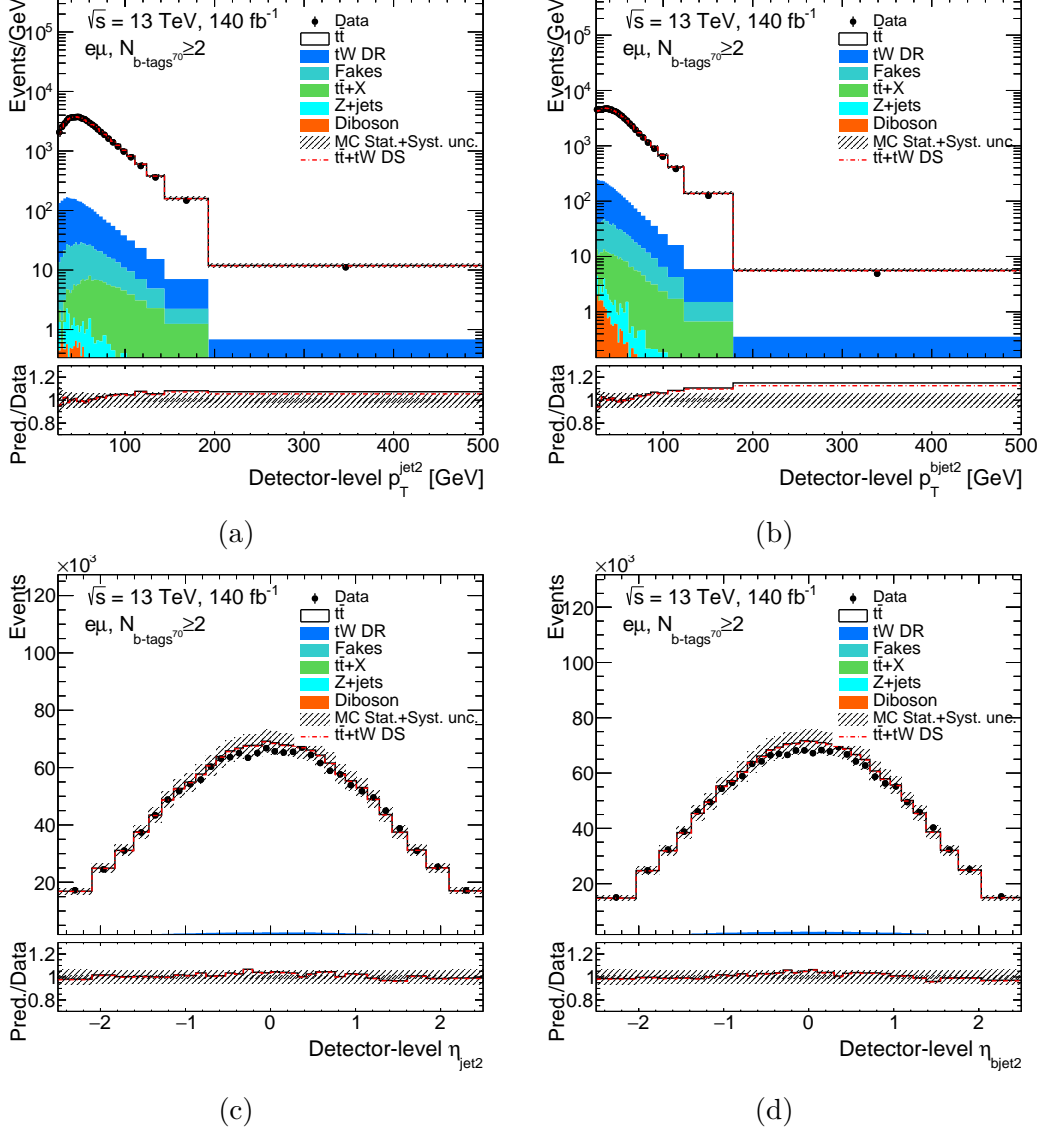 √s = 13 TeV, 140 fb⁻¹
eμ, N_b-tags⁷⁰≥2
Data
tt̄
tW DR
Fakes
tt̄+X
Z+jets
Diboson
MC Stat.+Syst. unc.
tt̄+tW DS
Events/GeV
10⁵
10⁴
10³
10²
10
1
Pred./Data
1.2
1
0.8
100 200 300 400 500
Detector-level p_T^jet2 [GeV]
(a)
√s = 13 TeV, 140 fb⁻¹
eμ, N_b-tags⁷⁰≥2
Data
tt̄
tW DR
Fakes
tt̄+X
Z+jets
Diboson
MC Stat.+Syst. unc.
tt̄+tW DS
Events/GeV
10⁵
10⁴
10³
10²
10
1
Pred./Data
1.2
1
0.8
100 200 300 400 500
Detector-level p_T^bjet2 [GeV]
(b)
×10³
√s = 13 TeV, 140 fb⁻¹
eμ, N_b-tags⁷⁰≥2
Data
tt̄
tW DR
Fakes
tt̄+X
Z+jets
Diboson
MC Stat.+Syst. unc.
tt̄+tW DS
Events
120
100
80
60
40
20
Pred./Data
1.2
1
0.8
−2 −1 0 1 2
Detector-level η_jet2
(c)
×10³
√s = 13 TeV, 140 fb⁻¹
eμ, N_b-tags⁷⁰≥2
Data
tt̄
tW DR
Fakes
tt̄+X
Z+jets
Diboson
MC Stat.+Syst. unc.
tt̄+tW DS
Events
120
100
80
60
40
20
Pred./Data
1.2
1
0.8
−2 −1 0 1 2
Detector-level η_bjet2
(d)